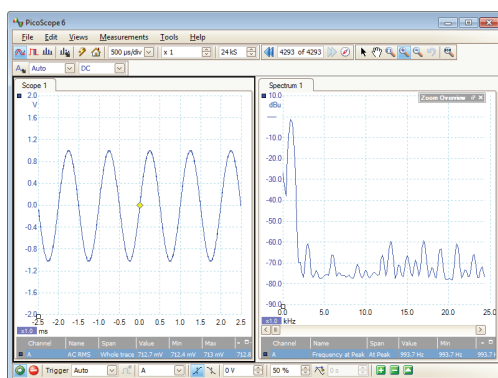 PicoScope 6
File Edit Views Measurements Tools Help
500 µs/div x 1 24 kS 4293 of 4293
A Auto DC
Scope 1
2.0
V
1.6
1.2
0.8
0.4
0.0
-0.4
-0.8
-1.2
-1.6
-2.0
-2.5 -2.0 -1.5 -1.0 -0.5 0.0 0.5 1.0 1.5 2.0 2.5
x1.0 ms
Channel Name Span Value Min Max
A AC RMS Whole trace 712.7 mV 712.4 mV 713 mV 712.8
Spectrum 1
10.0
dBu
Zoom Overview
-10.0
-20.0
-30.0
-40.0
-50.0
-60.0
-70.0
-80.0
-90.0
0.0 5.0 10.0 15.0 20.0 25.0
x1.0 kHz
Channel Name Span Value Min
A Frequency at Peak At Peak 993.7 Hz 993.7 Hz 993.7
Trigger Auto A 0 V 50 % 0 s